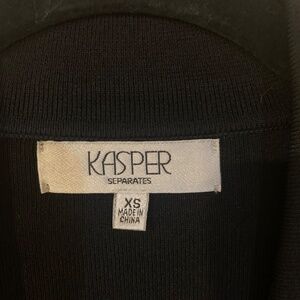 KASPER
SEPARATES
XS
MADE IN
CHINA